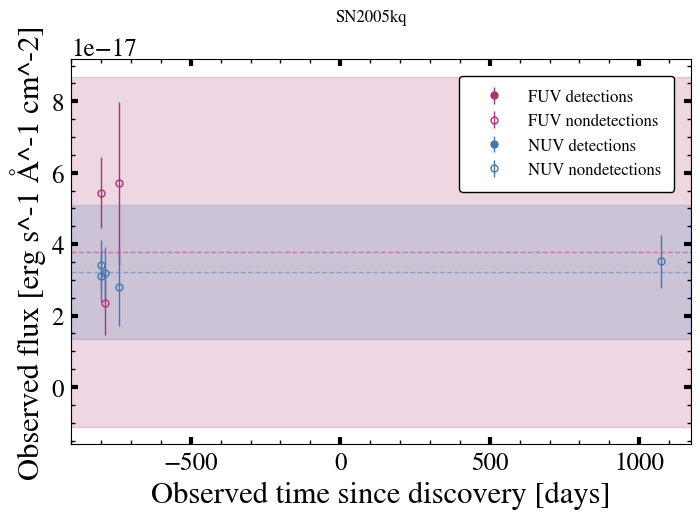 SN2005kq
1e−17
Observed flux [erg s^-1 Å^-1 cm^-2]
8
6
4
2
0
FUV detections
FUV nondetections
NUV detections
NUV nondetections
−500
0
500
1000
Observed time since discovery [days]